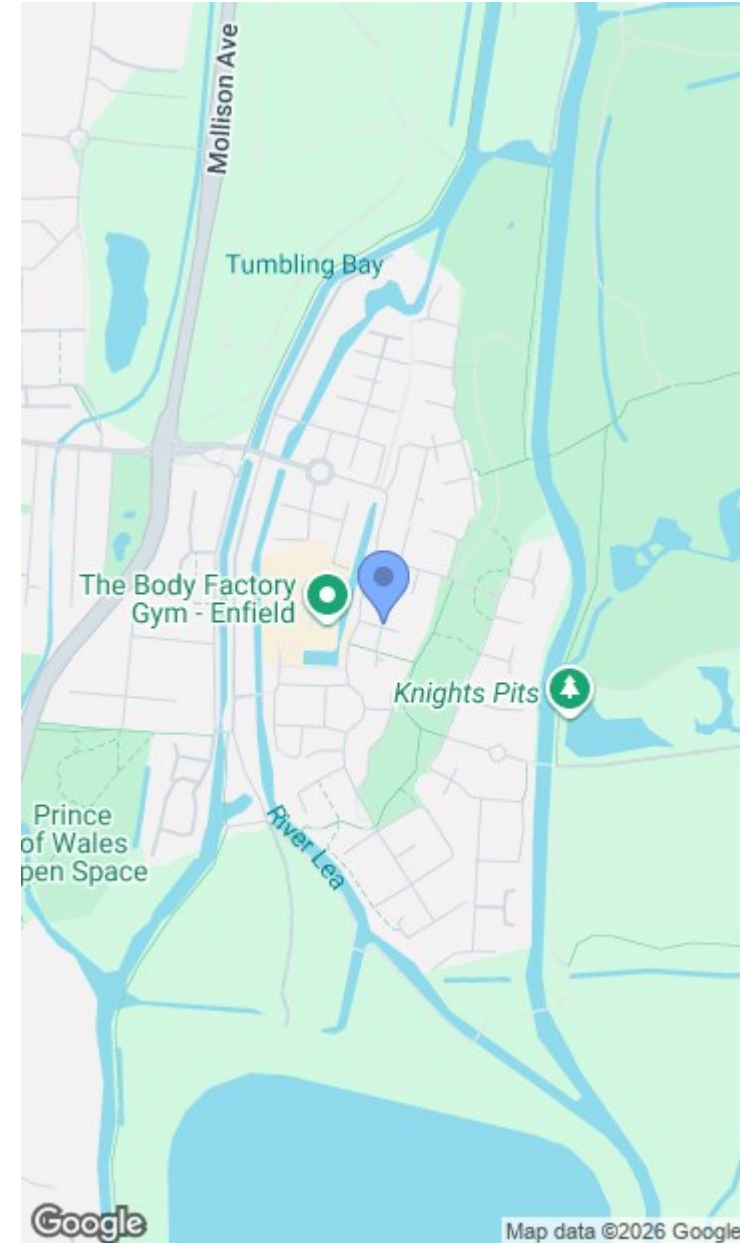 Mollison Ave
Tumbling Bay
The Body Factory
Gym - Enfield
Knights Pits
Prince
of Wales
pen Space
River Lea
Google
Map data ©2026 Google